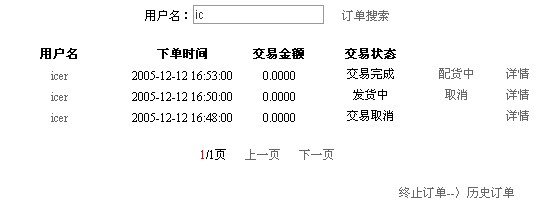 用户名： ic 订单搜索
用户名 下单时间 交易金额 交易状态
icer 2005-12-12 16:53:00 0.0000 交易完成 配货中 详情
icer 2005-12-12 16:50:00 0.0000 发货中 取消 详情
icer 2005-12-12 16:48:00 0.0000 交易取消 详情
1/1页 上一页 下一页
终止订单--〉历史订单